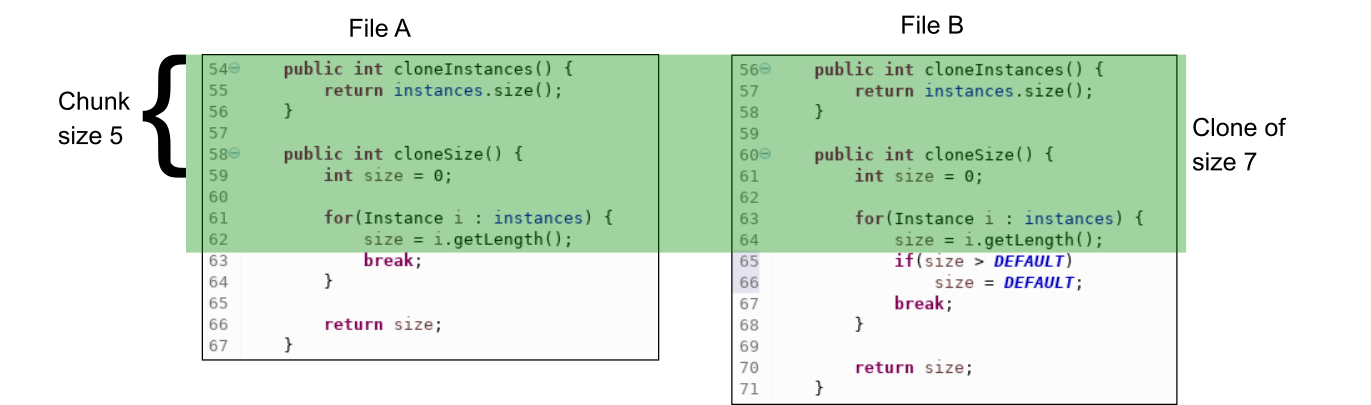 File A
File B
Chunk
size 5
Clone of
size 7
54 public int cloneInstances() {
55 return instances.size();
56 }
57
58 public int cloneSize() {
59 int size = 0;
60
61 for(Instance i : instances) {
62 size = i.getLength();
63 break;
64 }
65
66 return size;
67 }
56 public int cloneInstances() {
57 return instances.size();
58 }
59
60 public int cloneSize() {
61 int size = 0;
62
63 for(Instance i : instances) {
64 size = i.getLength();
65 if(size > DEFAULT)
66 size = DEFAULT;
67 break;
68 }
69
70 return size;
71 }